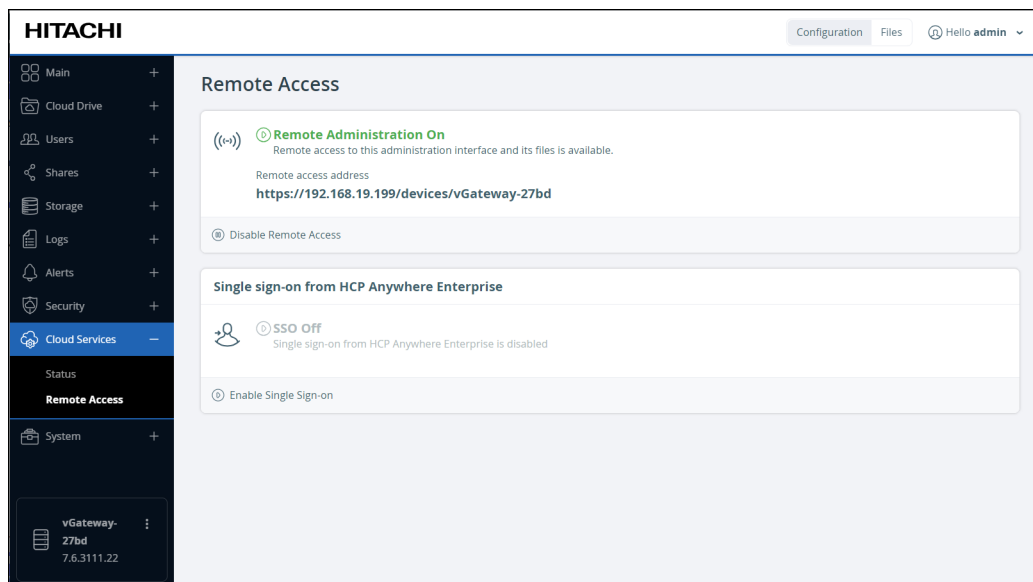 HITACHI
Configuration
Files
Hello admin
Main
Cloud Drive
Users
Shares
Storage
Logs
Alerts
Security
Cloud Services
Status
Remote Access
System
vGateway-
27bd
7.6.3111.22
Remote Access
Remote Administration On
Remote access to this administration interface and its files is available.
Remote access address
https://192.168.19.199/devices/vGateway-27bd
Disable Remote Access
Single sign-on from HCP Anywhere Enterprise
SSO Off
Single sign-on from HCP Anywhere Enterprise is disabled
Enable Single Sign-on